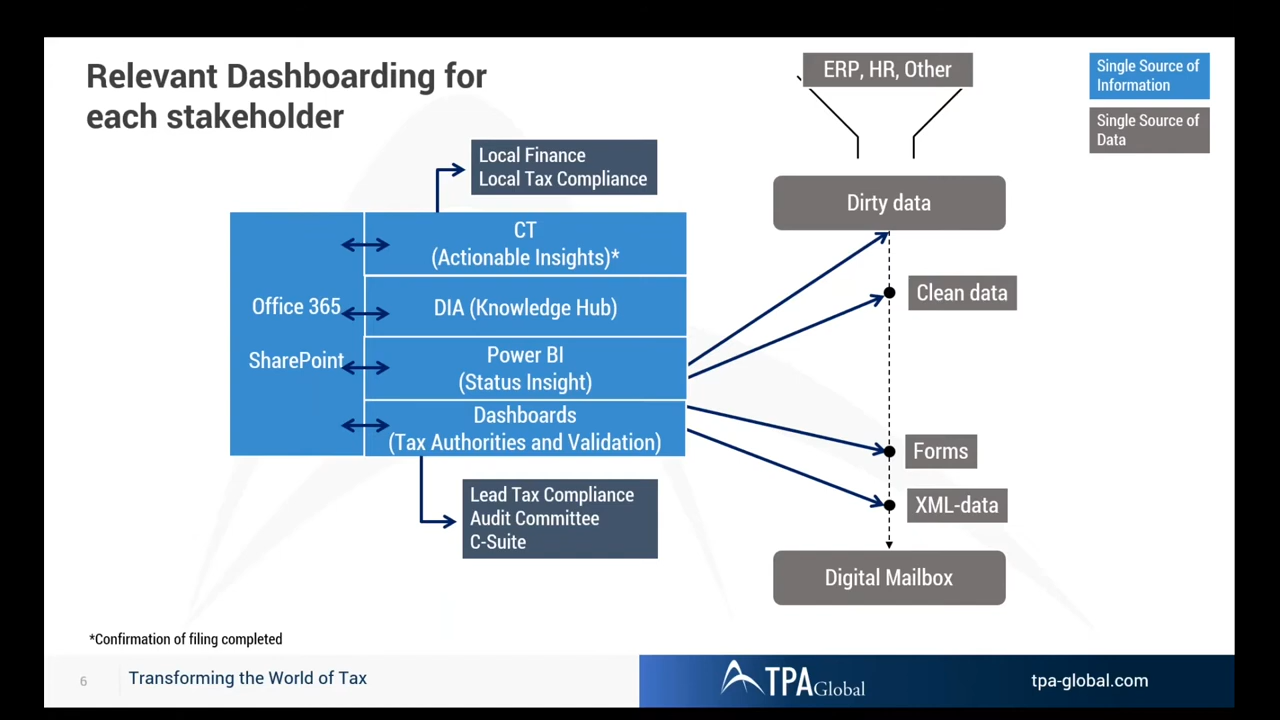 Relevant Dashboarding for
each stakeholder
ERP, HR, Other
Single Source of
Information
Single Source of
Data
Local Finance
Local Tax Compliance
Dirty data
CT
(Actionable Insights)*
Clean data
Office 365
SharePoint
DIA (Knowledge Hub)
Power BI
(Status Insight)
Dashboards
(Tax Authorities and Validation)
Forms
XML-data
Lead Tax Compliance
Audit Committee
C-Suite
Digital Mailbox
*Confirmation of filing completed
6
Transforming the World of Tax
TPA Global
tpa-global.com